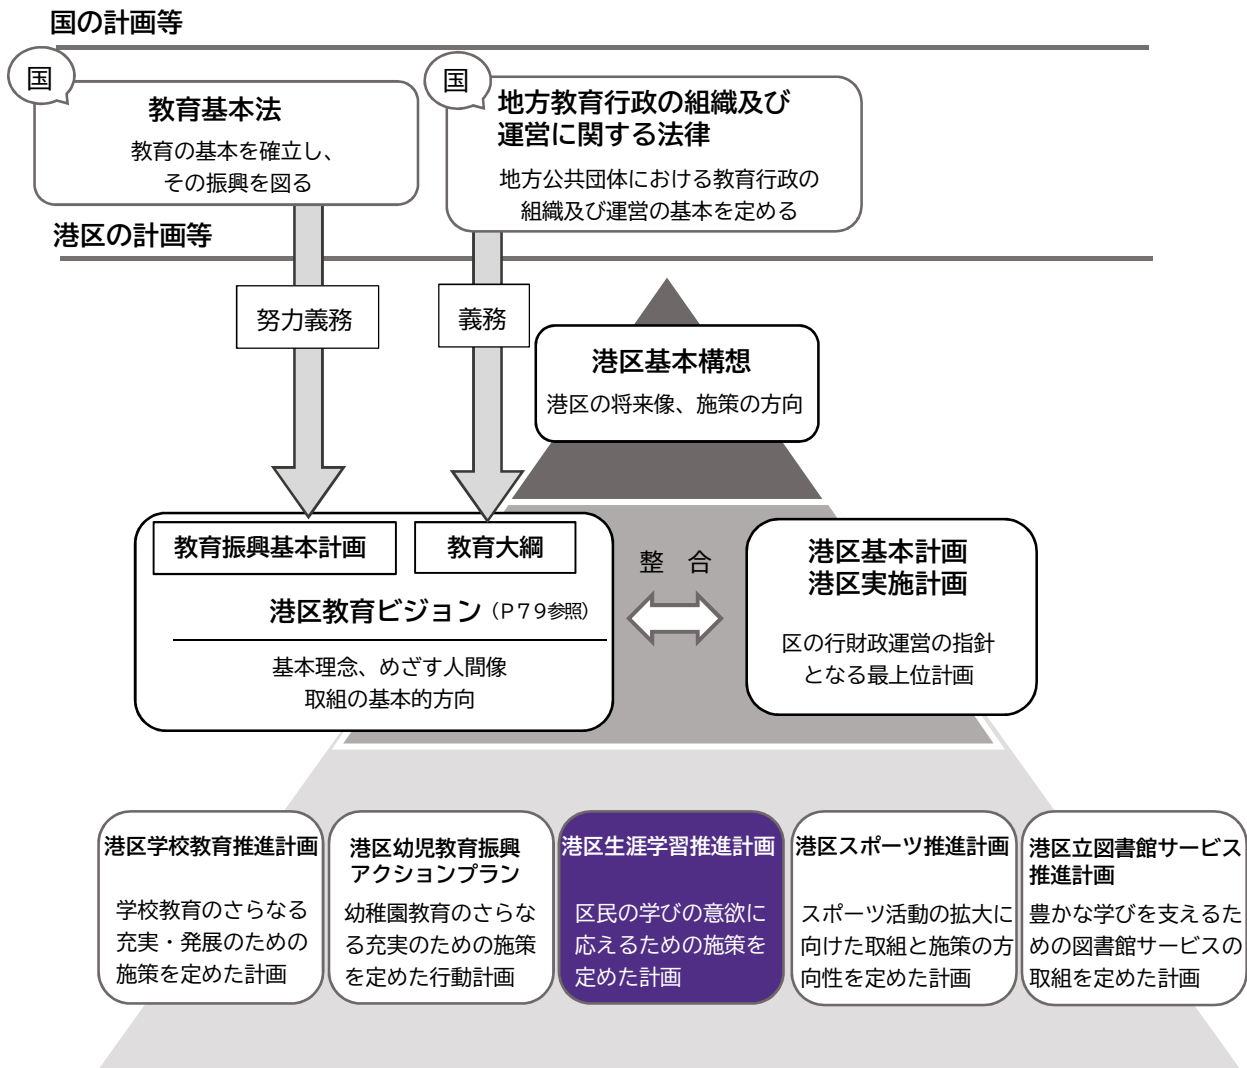 国の計画等
国
教育基本法
教育の基本を確立し、
その振興を図る
国
地方教育行政の組織及び
運営に関する法律
地方公共団体における教育行政の
組織及び運営の基本を定める
港区の計画等
努力義務
義務
港区基本構想
港区の将来像、施策の方向
教育振興基本計画
教育大綱
港区教育ビジョン（P79参照）
基本理念、めざす人間像
取組の基本的方向
整 合
港区基本計画
港区実施計画
区の行財政運営の指針
となる最上位計画
港区学校教育推進計画
学校教育のさらなる
充実・発展のための
施策を定めた計画
港区幼児教育振興
アクションプラン
幼稚園教育のさらな
る充実のための施策
を定めた行動計画
港区生涯学習推進計画
区民の学びの意欲に
応えるための施策を
定めた計画
港区スポーツ推進計画
スポーツ活動の拡大に
向けた取組と施策の方
向性を定めた計画
港区立図書館サービス
推進計画
豊かな学びを支えるた
めの図書館サービスの
取組を定めた計画